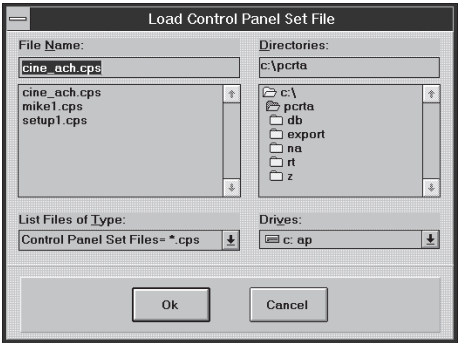 Load Control Panel Set File
File Name:
cine_ach.cps
cine_ach.cps
mike1.cps
setup1.cps
Directories:
c:\pcrta
c:\
pcrta
db
export
na
rt
z
List Files of Type:
Control Panel Set Files= *.cps
Drives:
c: ap
Ok
Cancel